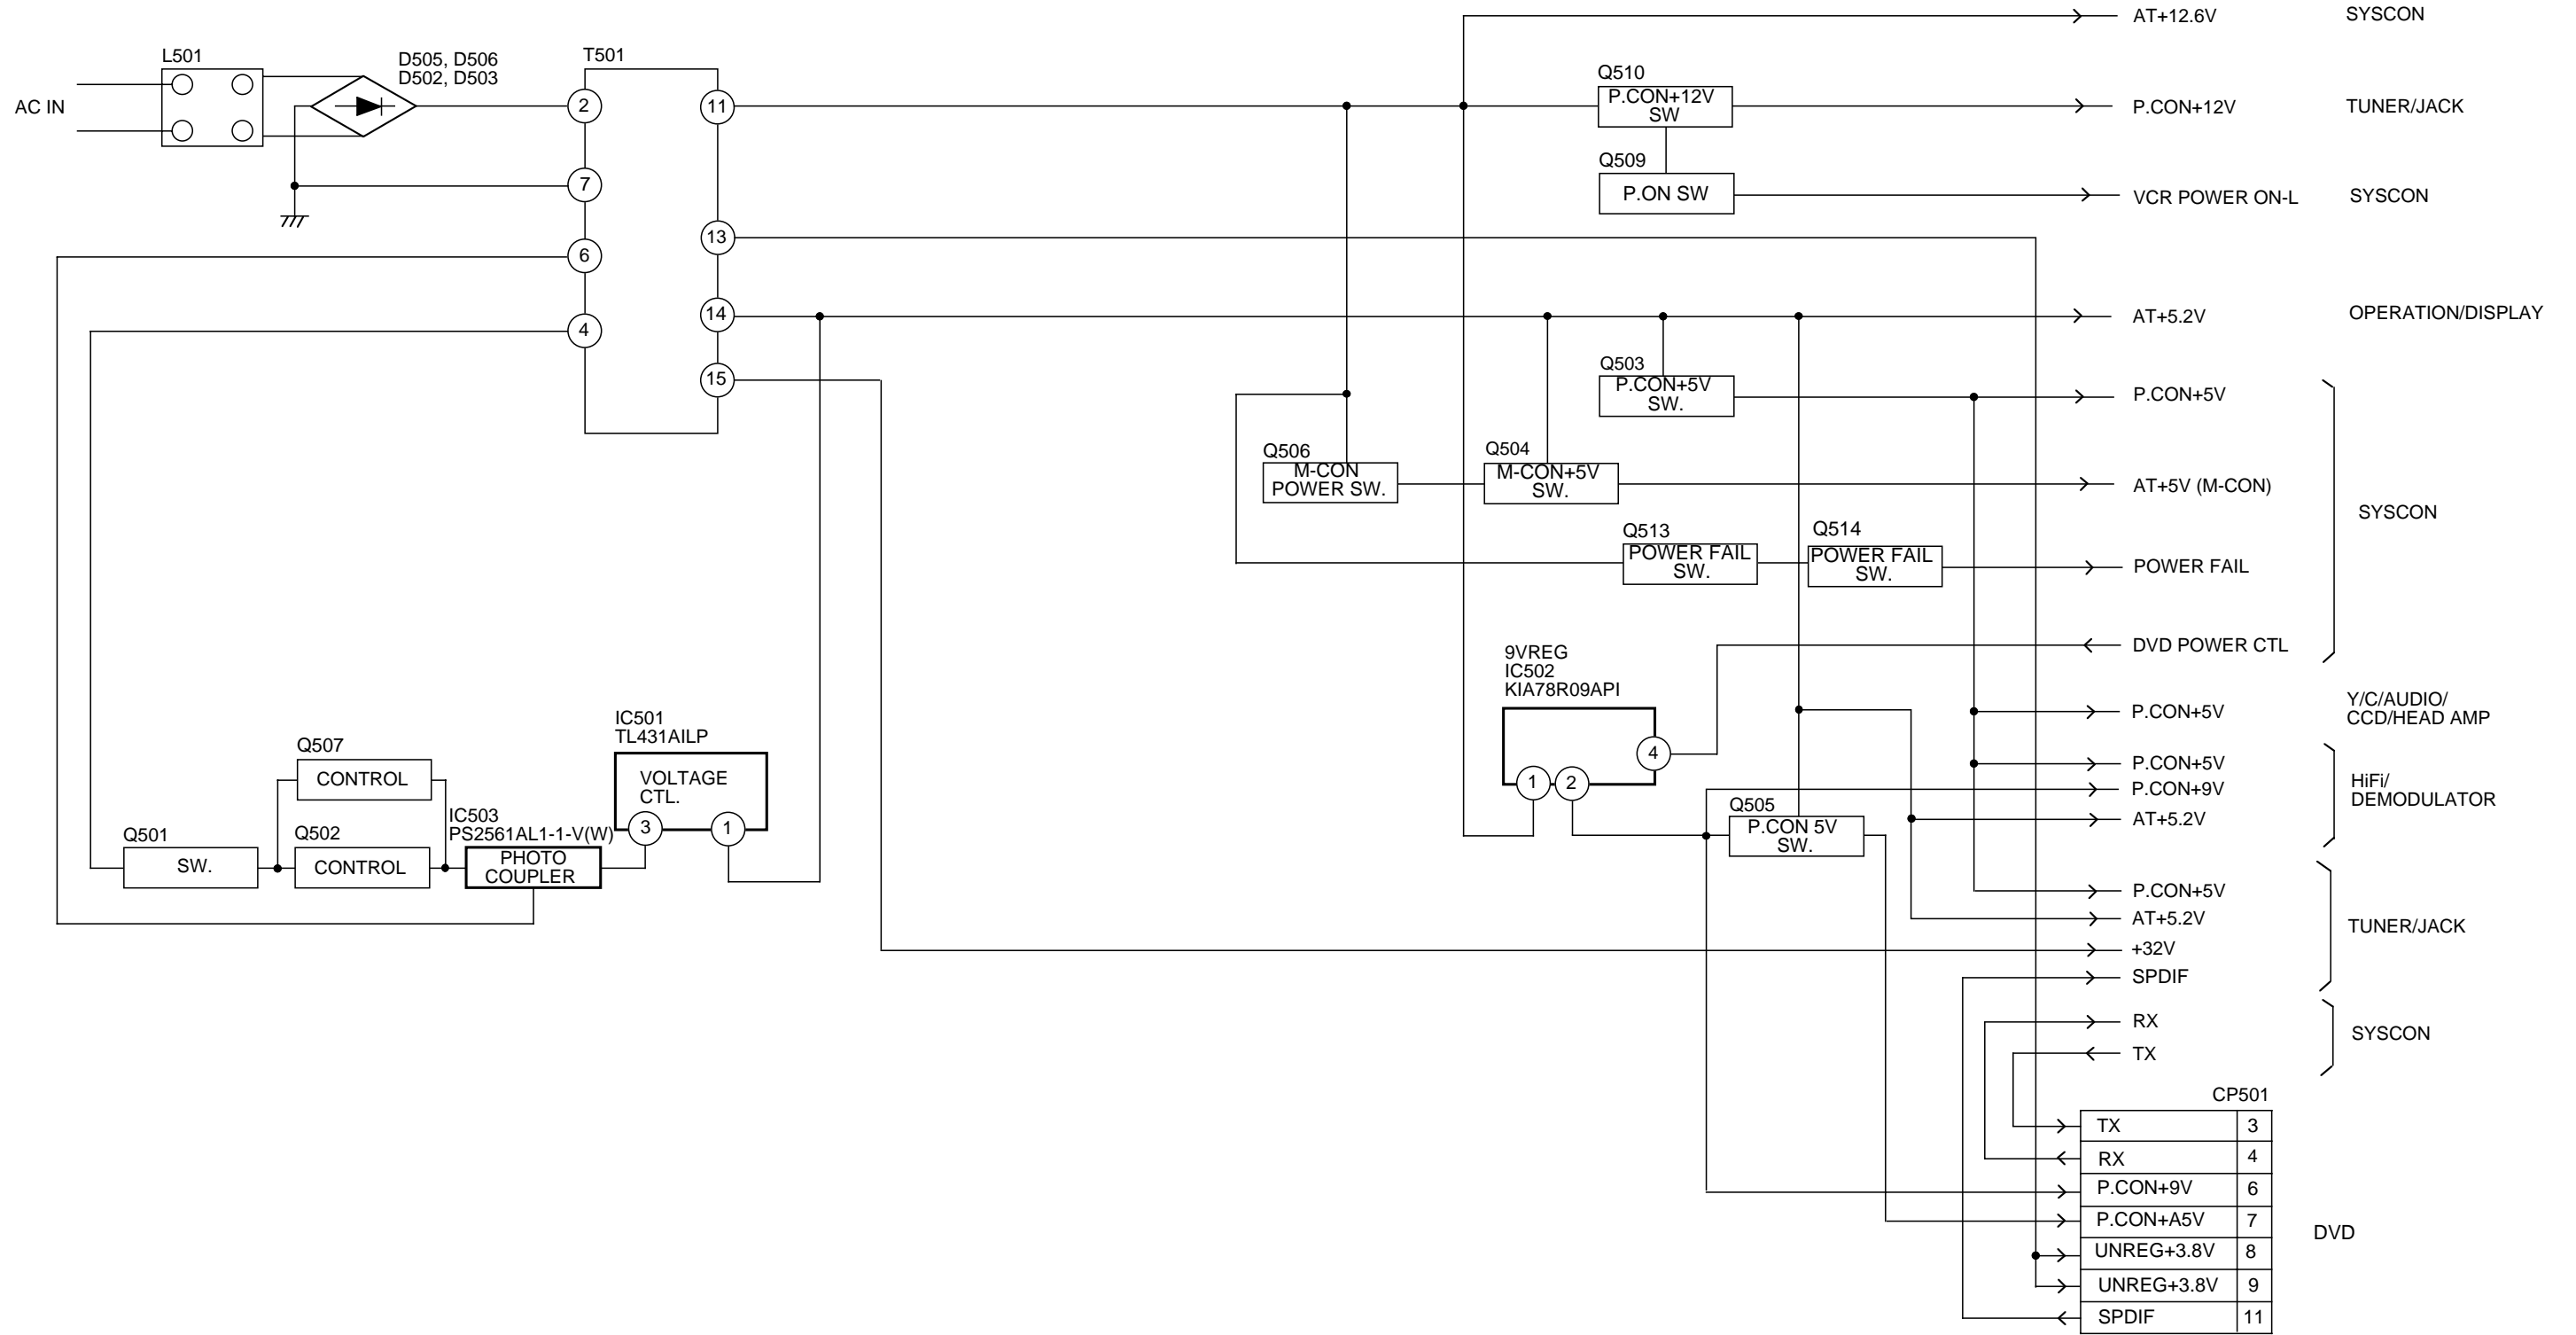 AT+12.6V
SYSCON
L501
D505, D506
D502, D503
T501
AC IN
2
7
6
4
11
13
14
15
Q510
P.CON+12V
SW
P.CON+12V
TUNER/JACK
Q509
P.ON SW
VCR POWER ON-L
SYSCON
AT+5.2V
OPERATION/DISPLAY
Q503
P.CON+5V
SW.
P.CON+5V
Q506
M-CON
POWER SW.
Q504
M-CON+5V
SW.
AT+5V (M-CON)
SYSCON
Q513
POWER FAIL
SW.
Q514
POWER FAIL
SW.
POWER FAIL
DVD POWER CTL
9VREG
IC502
KIA78R09API
4
1
2
P.CON+5V
Y/C/AUDIO/
CCD/HEAD AMP
P.CON+5V
P.CON+9V
AT+5.2V
HiFi/
DEMODULATOR
Q505
P.CON 5V
SW.
IC501
TL431AILP
VOLTAGE
CTL.
3
1
Q507
CONTROL
IC503
PS2561AL1-1-V(W)
PHOTO
COUPLER
Q501
SW.
Q502
CONTROL
P.CON+5V
AT+5.2V
+32V
SPDIF
TUNER/JACK
RX
TX
SYSCON
CP501
TX 3
RX 4
P.CON+9V 6
P.CON+A5V 7
UNREG+3.8V 8
UNREG+3.8V 9
SPDIF 11
DVD